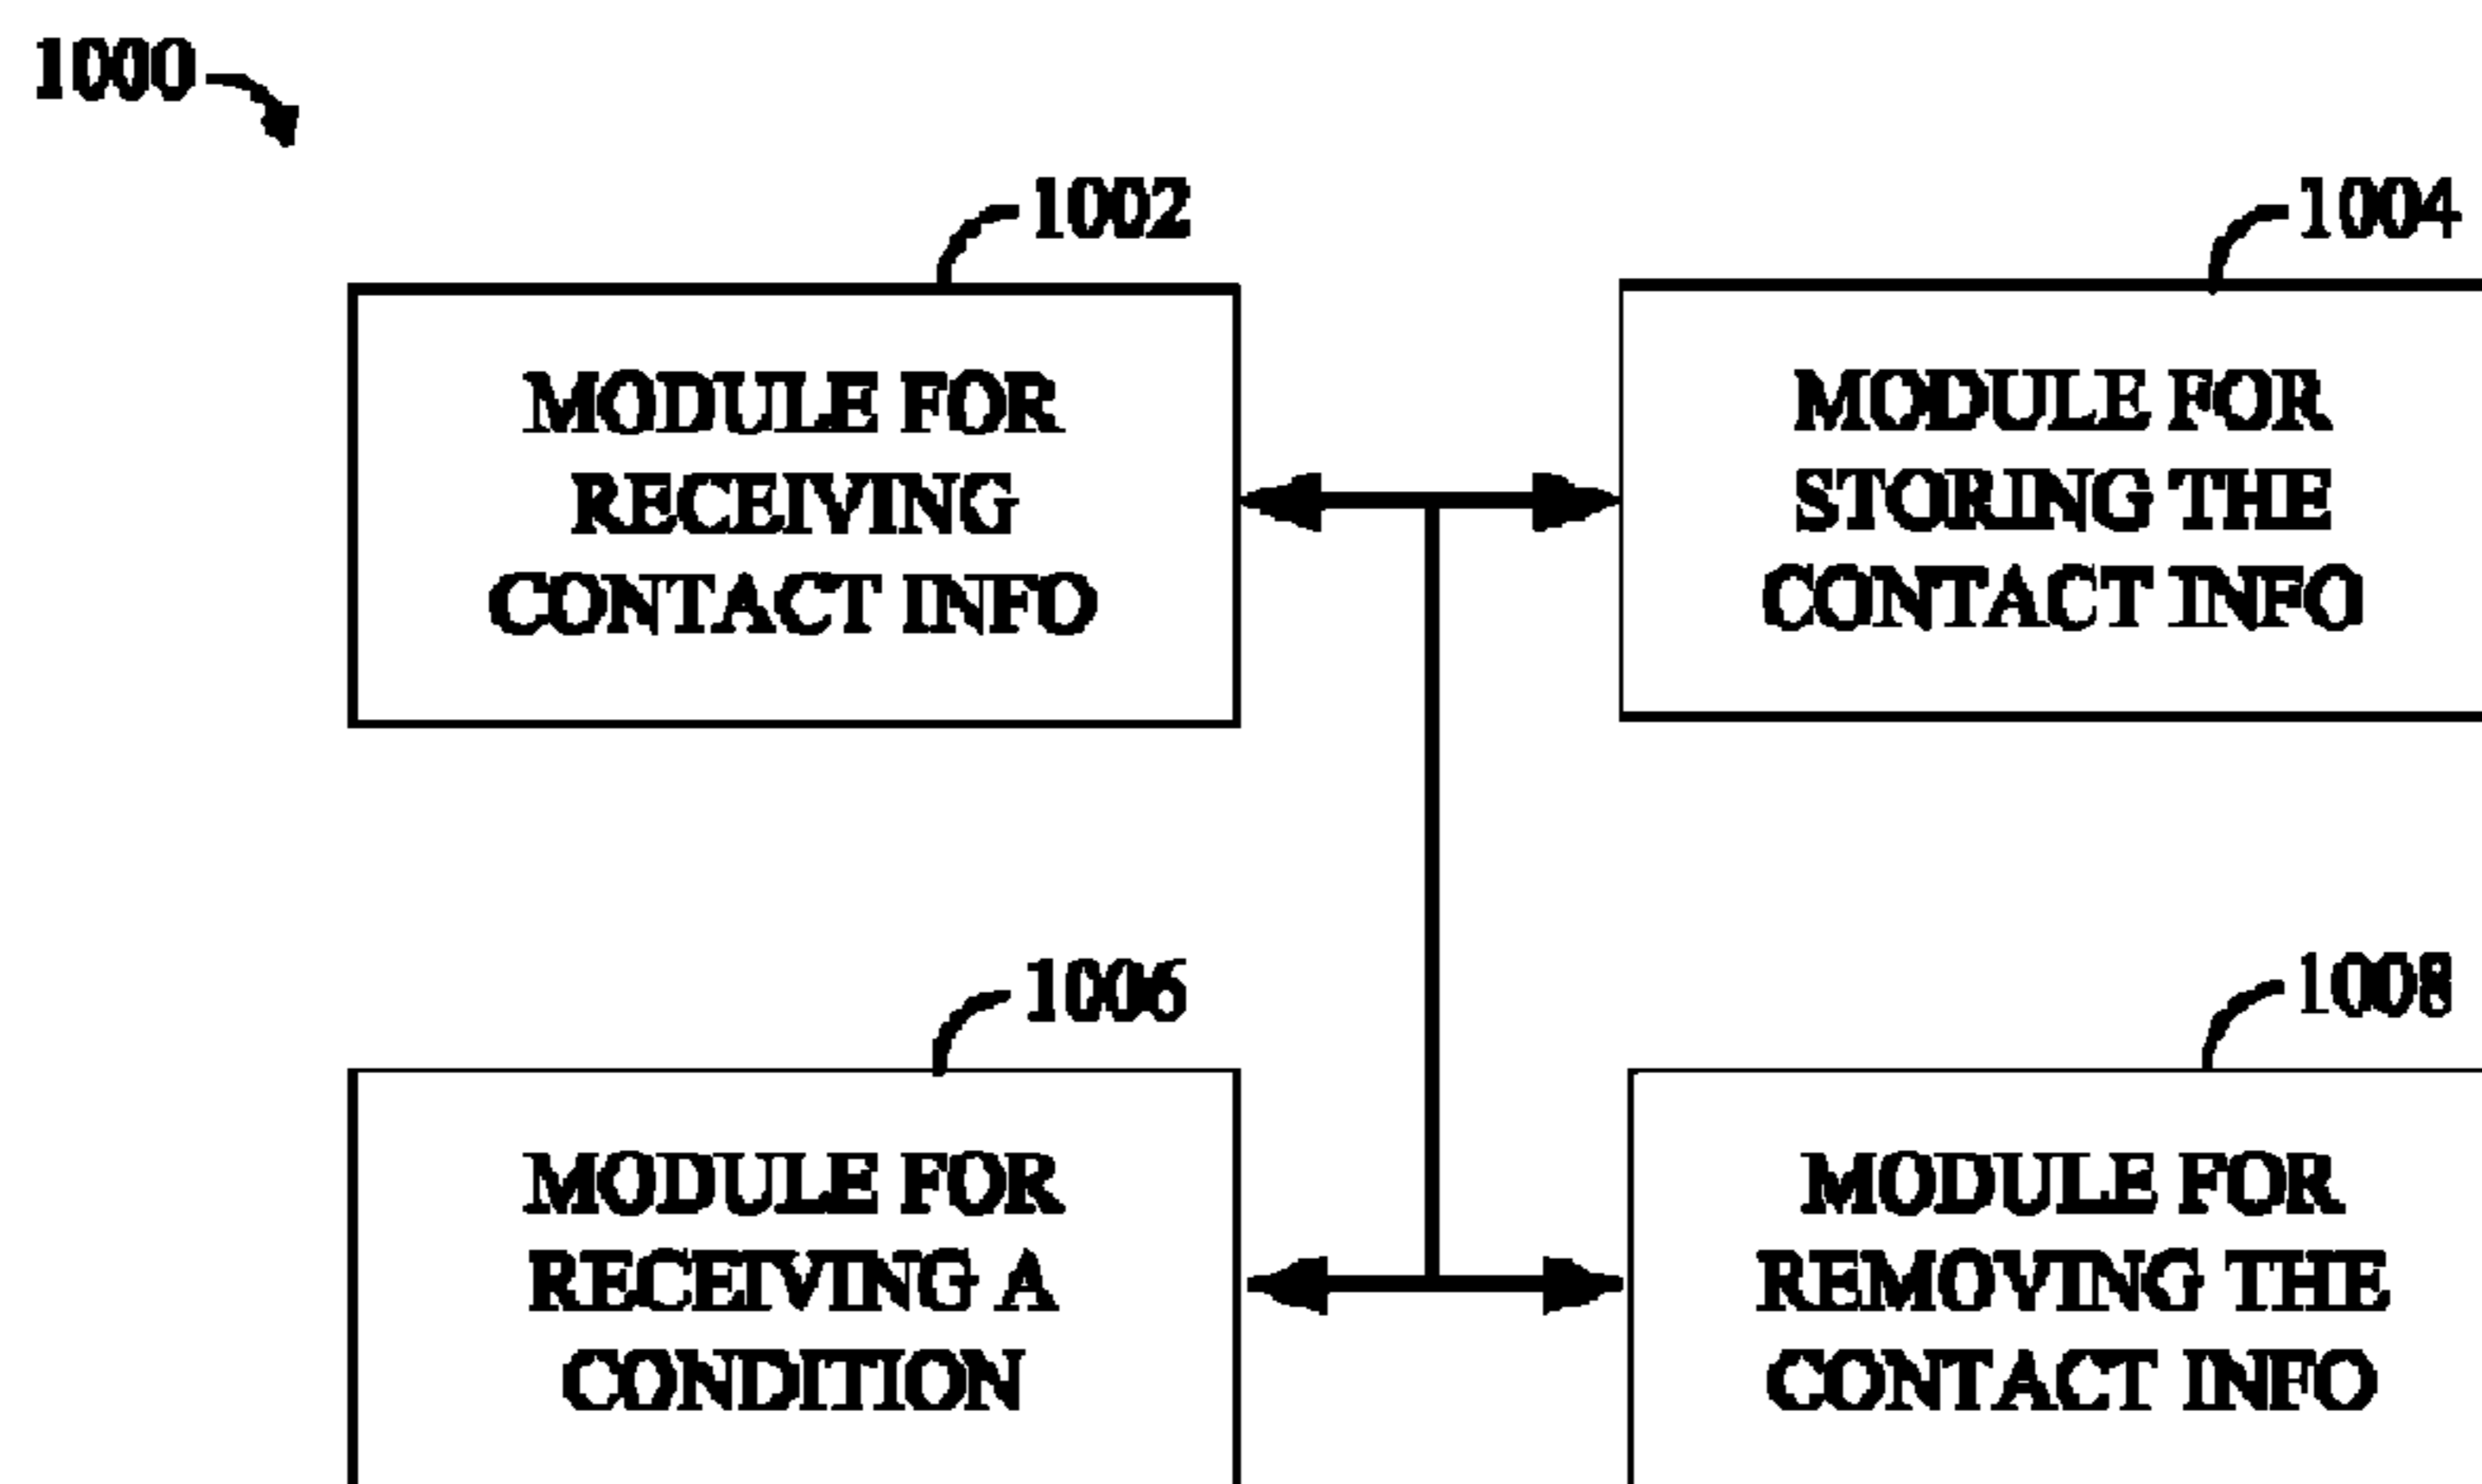 1000
1002
1004
MODULE FOR
RECEIVING
CONTACT INFO
MODULE FOR
STORING THE
CONTACT INFO
1006
1008
MODULE FOR
RECEIVING A
CONDITION
MODULE FOR
REMOVING THE
CONTACT INFO